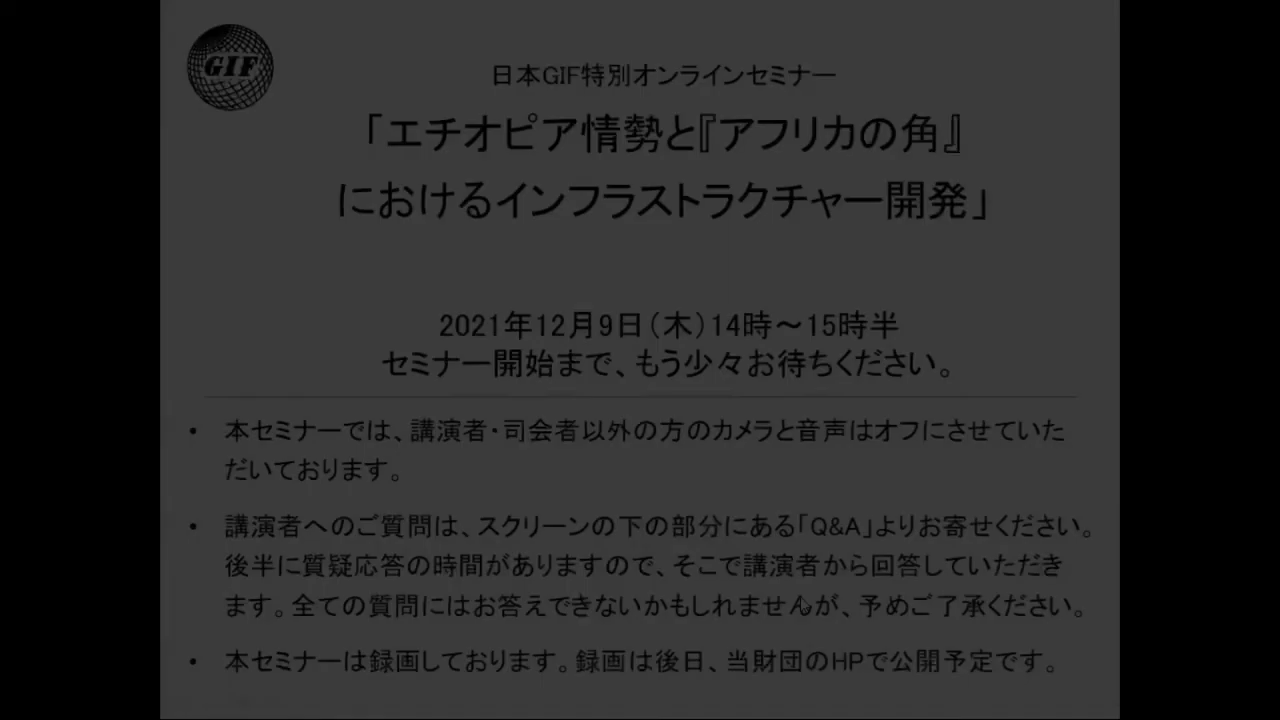 GIF
日本GIF特別オンラインセミナー
「エチオピア情勢と『アフリカの角』
におけるインフラストラクチャー開発」
2021年12月9日(木)14時～15時半
セミナー開始まで、もう少々お待ちください。
• 本セミナーでは、講演者・司会者以外の方のカメラと音声はオフにさせていた
だいております。
• 講演者へのご質問は、スクリーンの下の部分にある「Q&A」よりお寄せください。
後半に質疑応答の時間がありますので、そこで講演者から回答していただき
ます。全ての質問にはお答えできないかもしれませんが、予めご了承ください。
• 本セミナーは録画しております。録画は後日、当財団のHPで公開予定です。